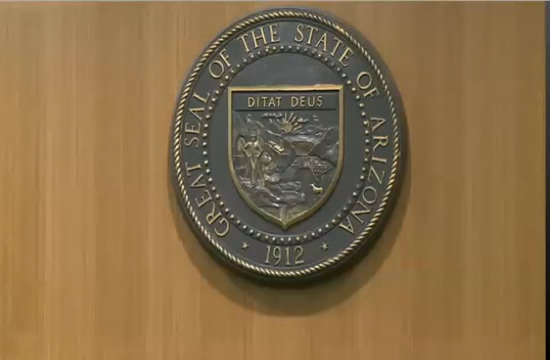 GREAT SEAL OF THE STATE OF ARIZONA
DITAT DEUS
1912